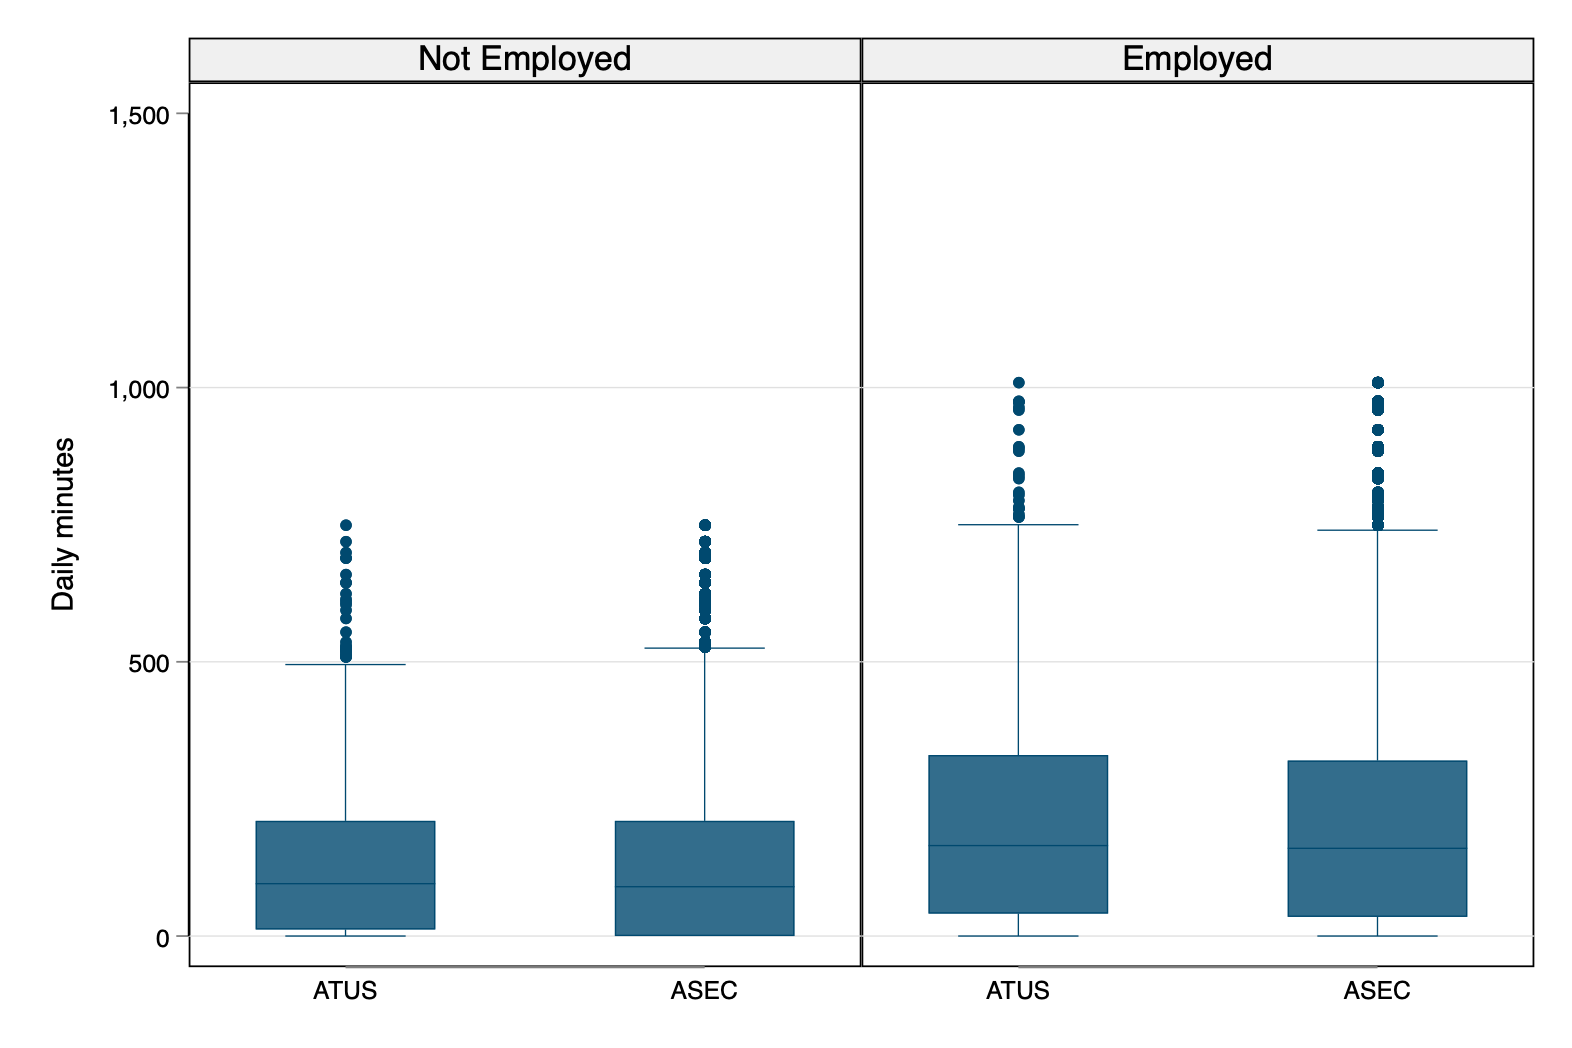 Not Employed
Employed
1,500
1,000
500
0
Daily minutes
ATUS
ASEC
ATUS
ASEC